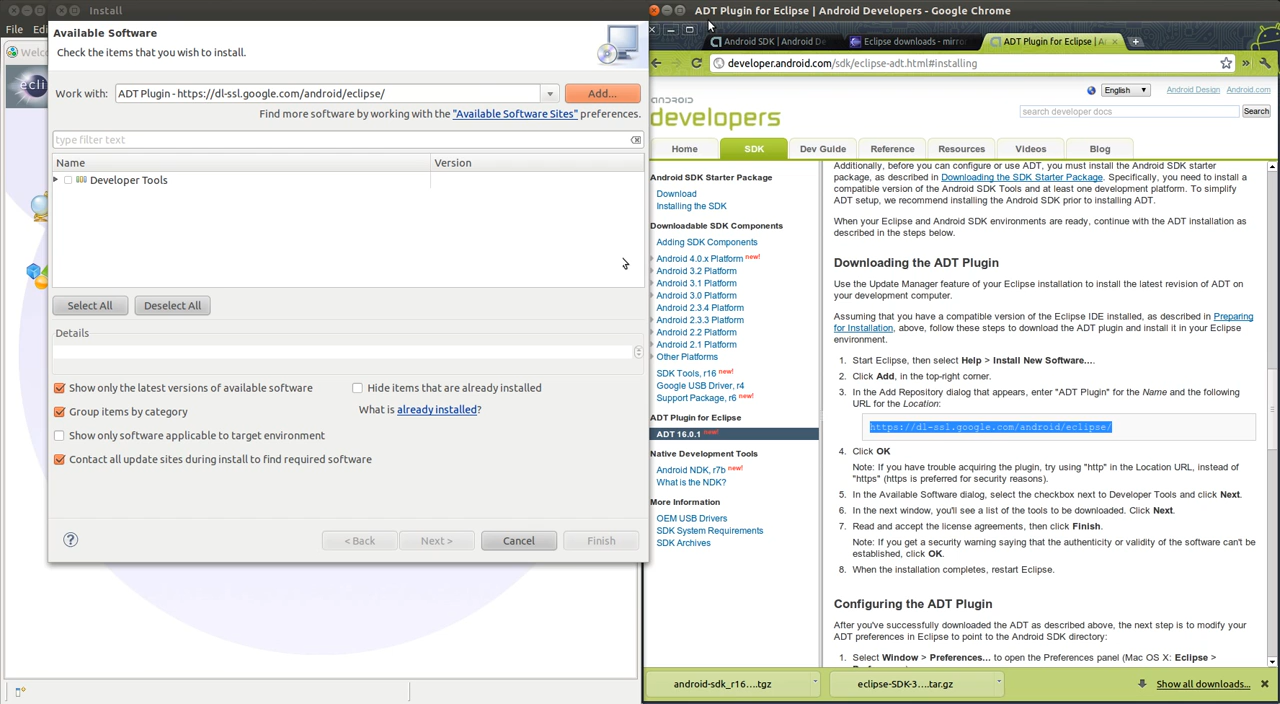 Install
ADT Plugin for Eclipse | Android Developers - Google Chrome
File
Available Software
Check the items that you wish to install.
Work with:
ADT Plugin - https://dl-ssl.google.com/android/eclipse/
Add...
Find more software by working with the "Available Software Sites" preferences.
type filter text
Name
Version
Developer Tools
Select All
Deselect All
Details
Show only the latest versions of available software
Hide items that are already installed
Group items by category
What is already installed?
Show only software applicable to target environment
Contact all update sites during install to find required software
?
< Back
Next >
Cancel
Finish
Android SDK | Android De
Eclipse downloads - mirro
ADT Plugin for Eclipse | A
developer.android.com/sdk/eclipse-adt.html#installing
English
Android Design
Android.com
android
developers
search developer docs
Search
Home
SDK
Dev Guide
Reference
Resources
Videos
Blog
Android SDK Starter Package
Download
Installing the SDK
Downloadable SDK Components
Adding SDK Components
Android 4.0.x Platform new!
Android 3.2 Platform
Android 3.1 Platform
Android 3.0 Platform
Android 2.3.4 Platform
Android 2.3.3 Platform
Android 2.2 Platform
Android 2.1 Platform
Other Platforms
SDK Tools, r16 new!
Google USB Driver, r4
Support Package, r6 new!
ADT Plugin for Eclipse
ADT 16.0.1 new!
Native Development Tools
Android NDK, r7b new!
What is the NDK?
More Information
OEM USB Drivers
SDK System Requirements
SDK Archives
Additionally, before you can configure or use ADT, you must install the Android SDK starter
package, as described in Downloading the SDK Starter Package. Specifically, you need to install a
compatible version of the Android SDK Tools and at least one development platform. To simplify
ADT setup, we recommend installing the Android SDK prior to installing ADT.
When your Eclipse and Android SDK environments are ready, continue with the ADT installation as
described in the steps below.
Downloading the ADT Plugin
Use the Update Manager feature of your Eclipse installation to install the latest revision of ADT on
your development computer.
Assuming that you have a compatible version of the Eclipse IDE installed, as described in Preparing
for Installation, above, follow these steps to download the ADT plugin and install it in your Eclipse
environment.
1. Start Eclipse, then select Help > Install New Software....
2. Click Add, in the top-right corner.
3. In the Add Repository dialog that appears, enter "ADT Plugin" for the Name and the following
URL for the Location:
https://dl-ssl.google.com/android/eclipse/
4. Click OK
Note: If you have trouble acquiring the plugin, try using "http" in the Location URL, instead of
"https" (https is preferred for security reasons).
5. In the Available Software dialog, select the checkbox next to Developer Tools and click Next.
6. In the next window, you'll see a list of the tools to be downloaded. Click Next.
7. Read and accept the license agreements, then click Finish.
Note: If you get a security warning saying that the authenticity or validity of the software can't be
established, click OK.
8. When the installation completes, restart Eclipse.
Configuring the ADT Plugin
After you've successfully downloaded the ADT as described above, the next step is to modify your
ADT preferences in Eclipse to point to the Android SDK directory:
1. Select Window > Preferences... to open the Preferences panel (Mac OS X: Eclipse >
android-sdk_r16....tgz
eclipse-SDK-3....tar.gz
Show all downloads...